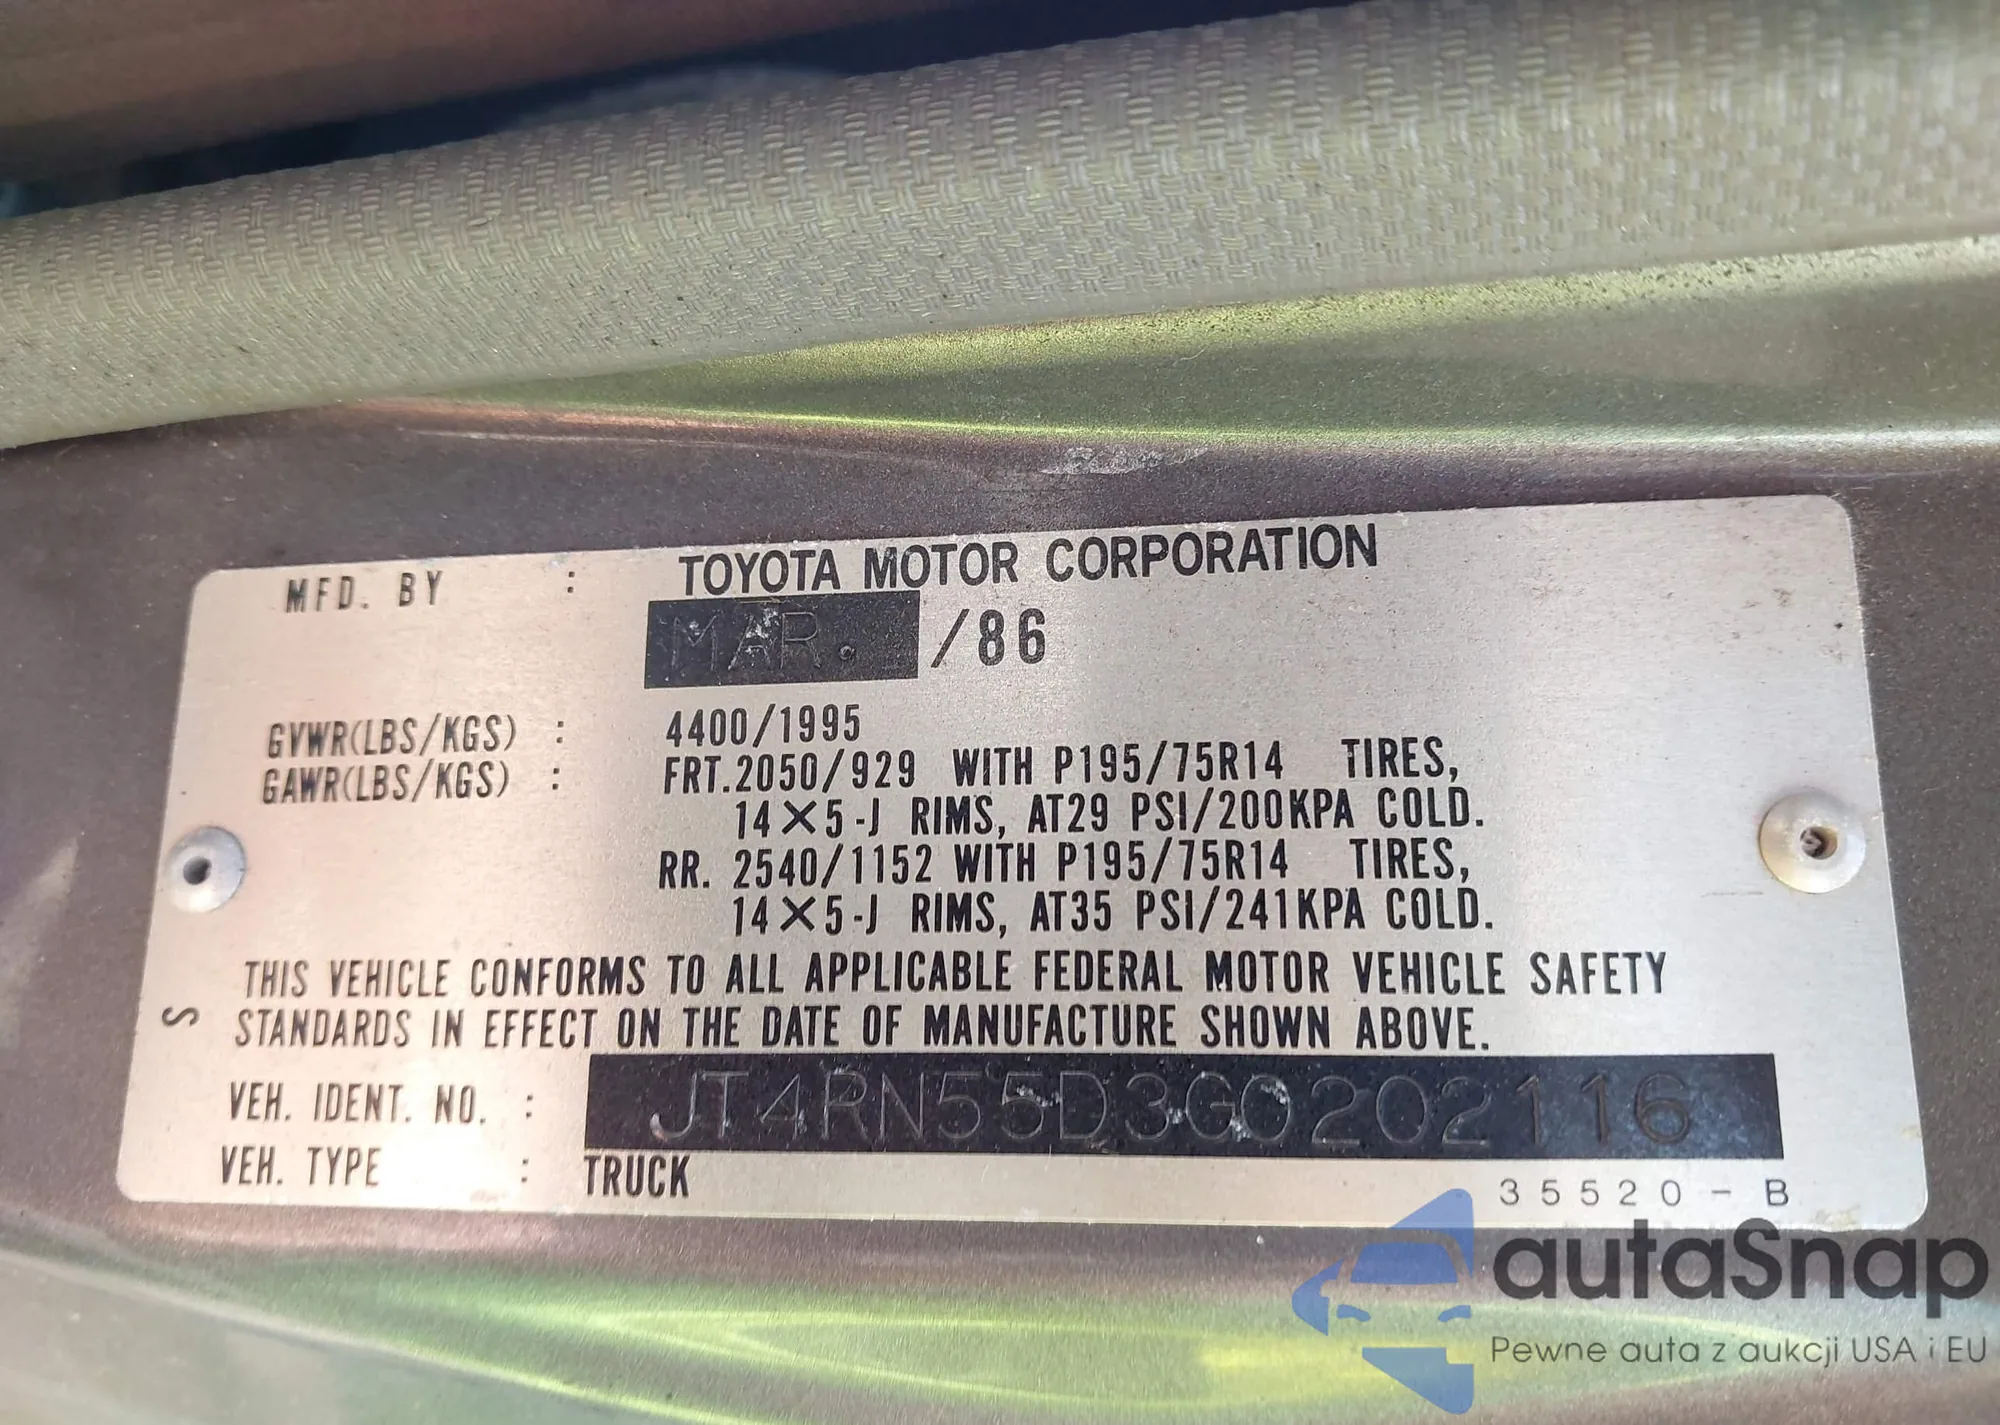 MFD. BY : TOYOTA MOTOR CORPORATION
MAR. /86
GVWR(LBS/KGS) : 4400/1995
GAWR(LBS/KGS) : FRT.2050/929 WITH P195/75R14 TIRES,
14×5-J RIMS, AT29 PSI/200KPA COLD.
RR. 2540/1152 WITH P195/75R14 TIRES,
14×5-J RIMS, AT35 PSI/241KPA COLD.
THIS VEHICLE CONFORMS TO ALL APPLICABLE FEDERAL MOTOR VEHICLE SAFETY
S
STANDARDS IN EFFECT ON THE DATE OF MANUFACTURE SHOWN ABOVE.
VEH. IDENT. NO. : JT4RN55D3G0202116
VEH. TYPE : TRUCK
35520-B
autaSnap
Pewne auta z aukcji USA i EU